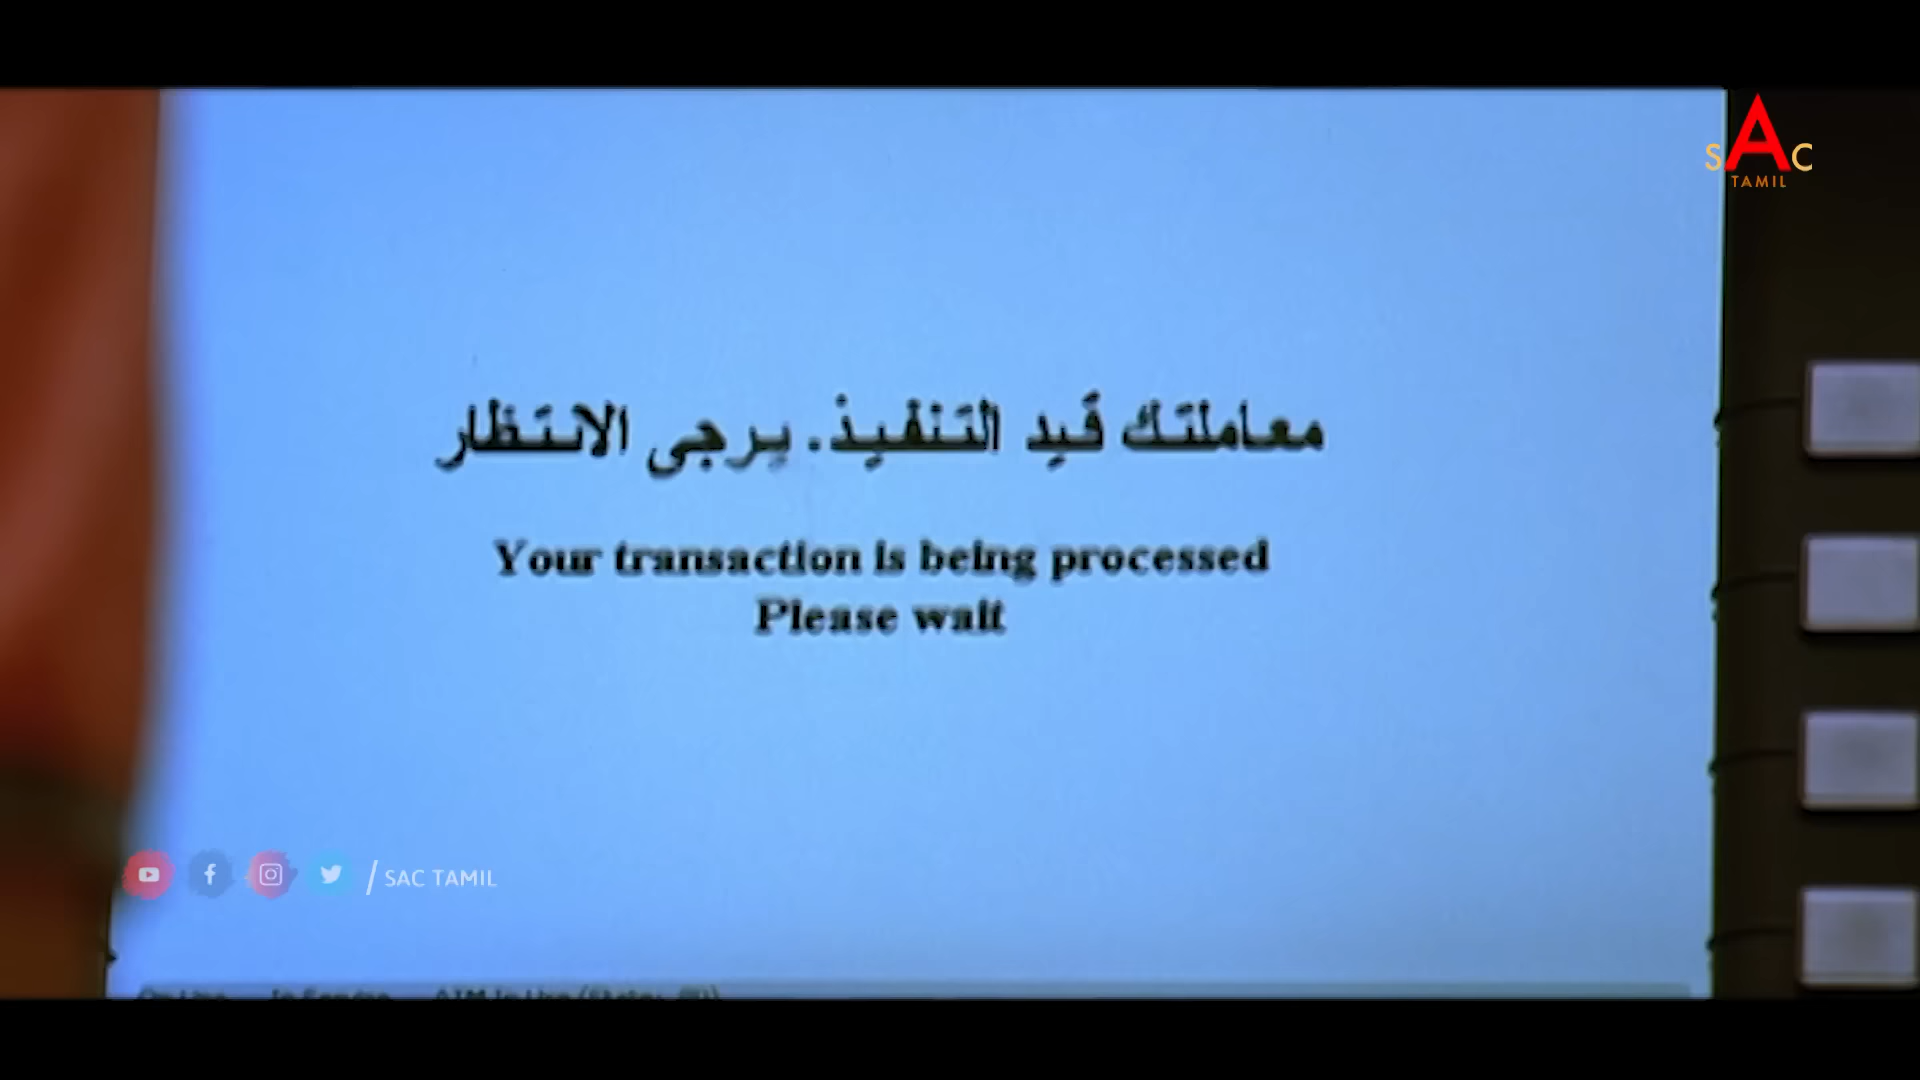 SAC
TAMIL
معاملتك قيد التنفيذ. يرجى الانتظار
Your transaction is being processed
Please wait
/ SAC TAMIL